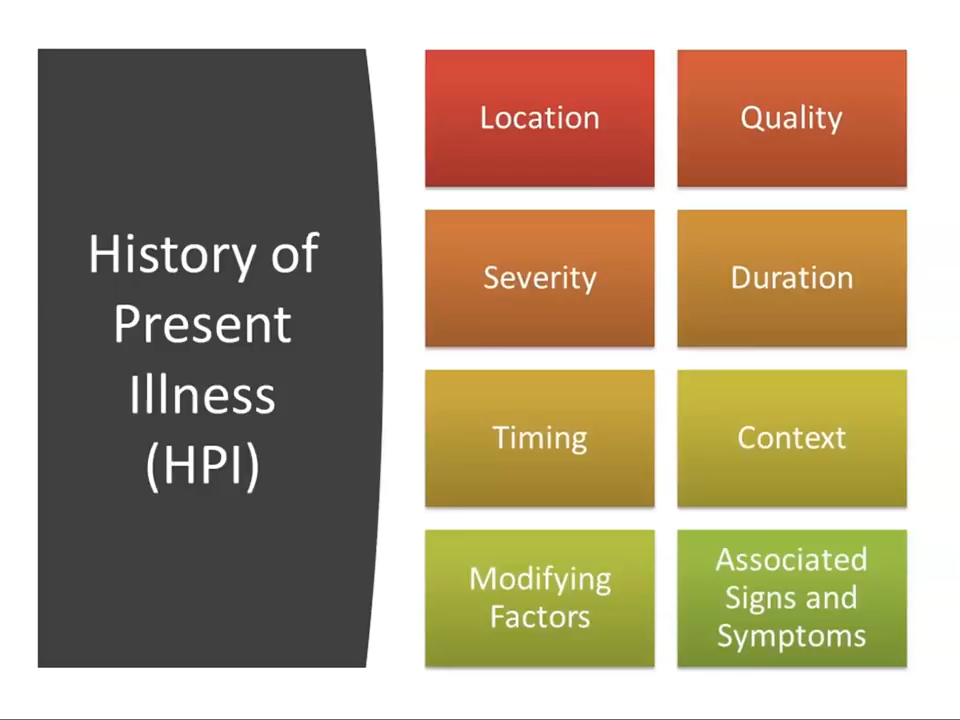 History of
Present
Illness
(HPI)
Location
Quality
Severity
Duration
Timing
Context
Modifying
Factors
Associated
Signs and
Symptoms